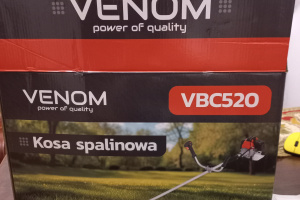 VENOM
power of quality
VENOM
power of quality
VBC520
Kosa spalinowa